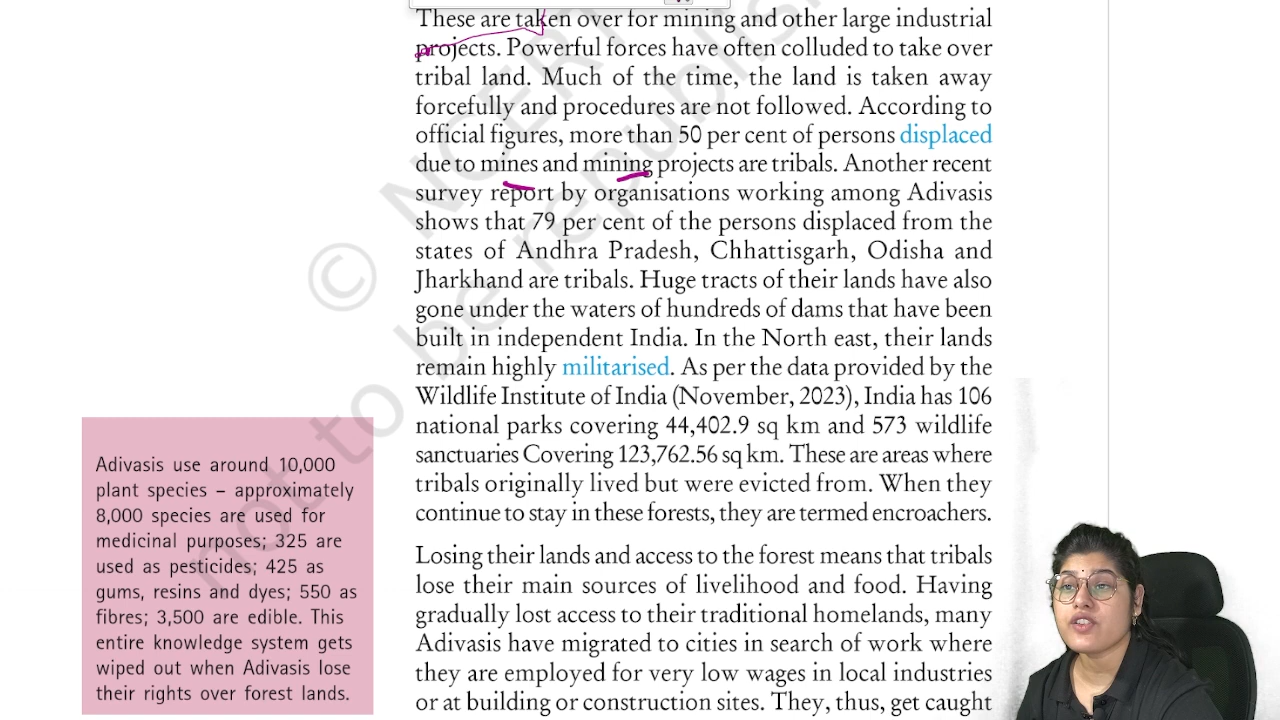 These are taken over for mining and other large industrial
projects. Powerful forces have often colluded to take over
tribal land. Much of the time, the land is taken away
forcefully and procedures are not followed. According to
official figures, more than 50 per cent of persons displaced
due to mines and mining projects are tribals. Another recent
survey report by organisations working among Adivasis
shows that 79 per cent of the persons displaced from the
states of Andhra Pradesh, Chhattisgarh, Odisha and
Jharkhand are tribals. Huge tracts of their lands have also
gone under the waters of hundreds of dams that have been
built in independent India. In the North east, their lands
remain highly militarised. As per the data provided by the
Wildlife Institute of India (November, 2023), India has 106
national parks covering 44,402.9 sq km and 573 wildlife
sanctuaries Covering 123,762.56 sq km. These are areas where
tribals originally lived but were evicted from. When they
continue to stay in these forests, they are termed encroachers.
Losing their lands and access to the forest means that tribals
lose their main sources of livelihood and food. Having
gradually lost access to their traditional homelands, many
Adivasis have migrated to cities in search of work where
they are employed for very low wages in local industries
or at building or construction sites. They, thus, get caught
Adivasis use around 10,000
plant species – approximately
8,000 species are used for
medicinal purposes; 325 are
used as pesticides; 425 as
gums, resins and dyes; 550 as
fibres; 3,500 are edible. This
entire knowledge system gets
wiped out when Adivasis lose
their rights over forest lands.
© NCERT
not to be republis